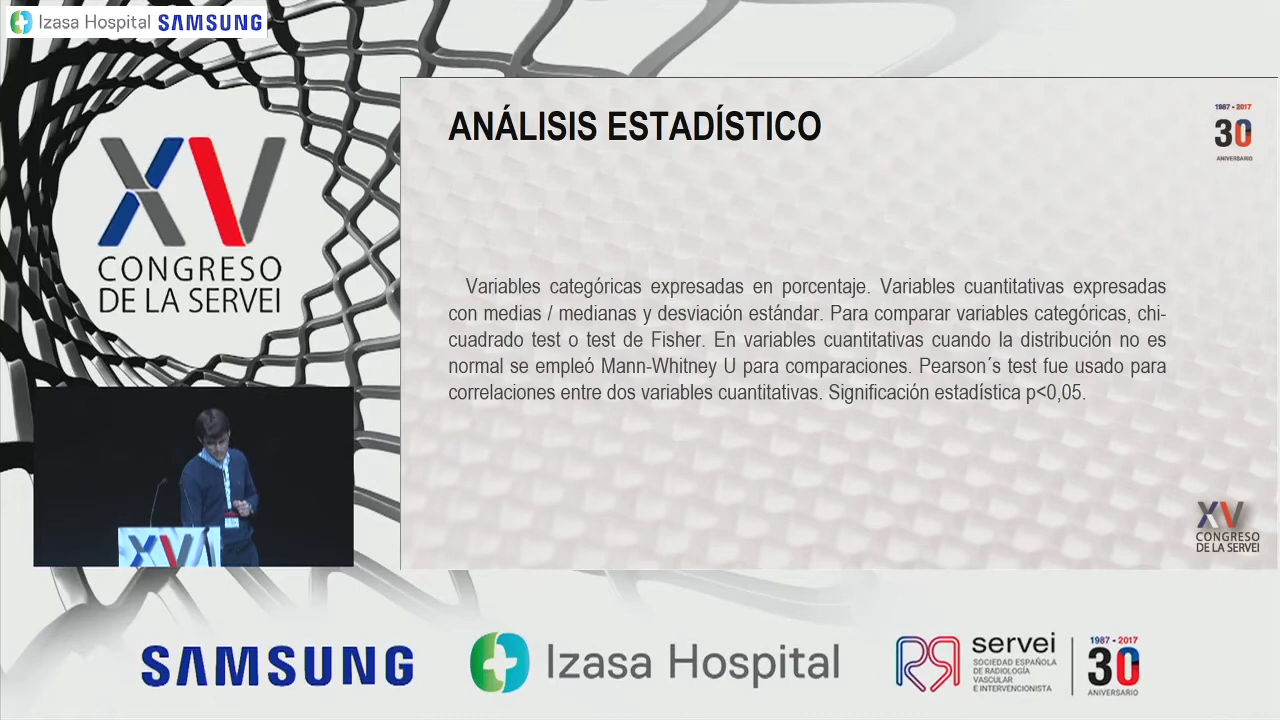 Izasa Hospital SAMSUNG
XV
CONGRESO
DE LA SERVEI
ANÁLISIS ESTADÍSTICO
1987 - 2017
30
ANIVERSARIO
Variables categóricas expresadas en porcentaje. Variables cuantitativas expresadas
con medias / medianas y desviación estándar. Para comparar variables categóricas, chi-
cuadrado test o test de Fisher. En variables cuantitativas cuando la distribución no es
normal se empleó Mann-Whitney U para comparaciones. Pearson´s test fue usado para
correlaciones entre dos variables cuantitativas. Significación estadística p<0,05.
XV
CONGRESO
DE LA SERVEI
XV
SAMSUNG
Izasa Hospital
servei
SOCIEDAD ESPAÑOLA
DE RADIOLOGÍA
VASCULAR
E INTERVENCIONISTA
1987 - 2017
30
ANIVERSARIO